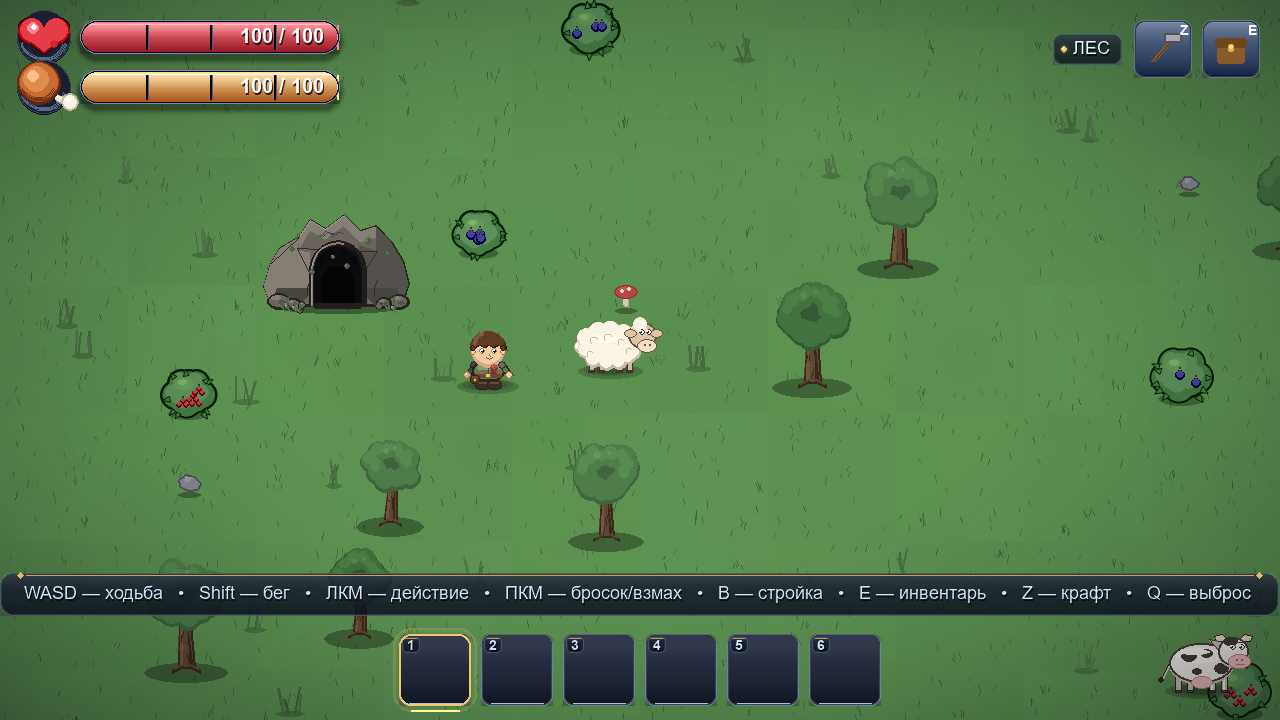 100 / 100
100 / 100
ЛЕС
Z
E
WASD — ходьба • Shift — бег • ЛКМ — действие • ПКМ — бросок/взмах • B — стройка • E — инвентарь • Z — крафт • Q — выброс
1 2 3 4 5 6